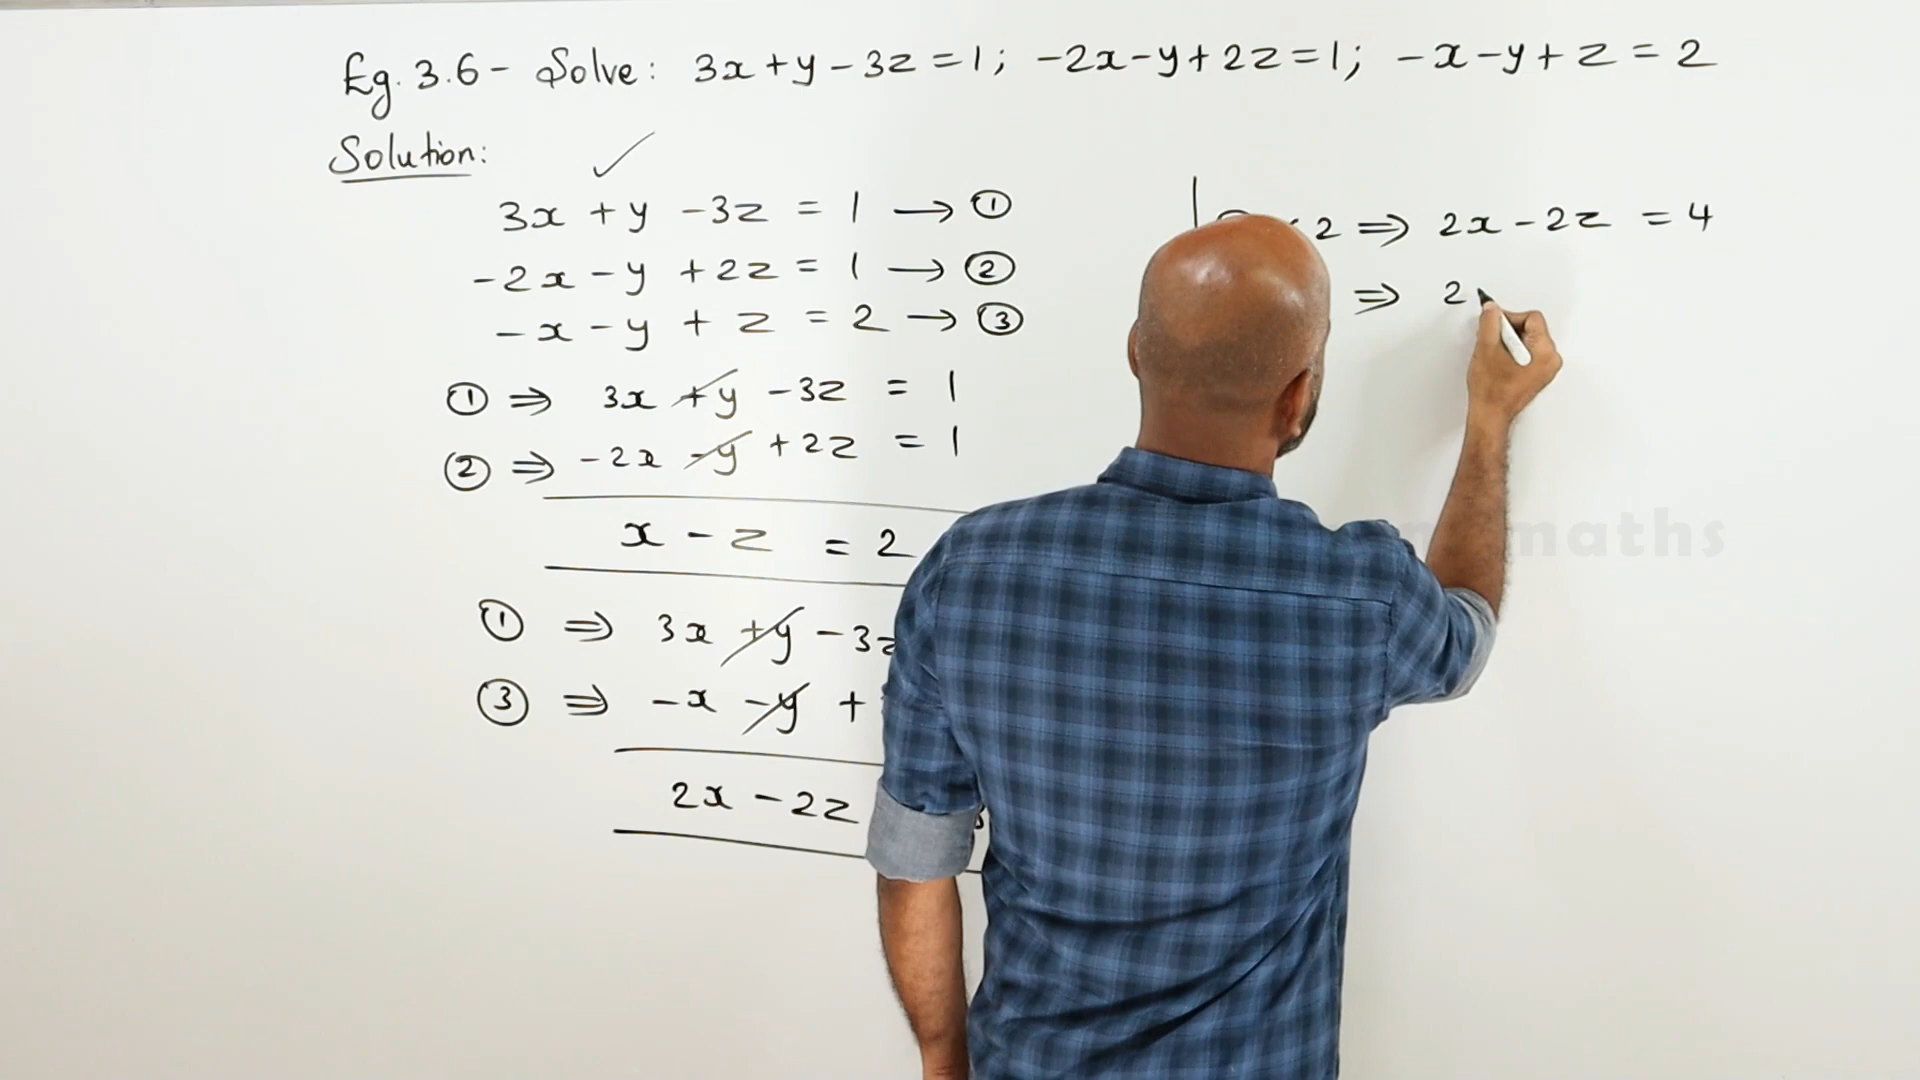 Eg. 3.6 - Solve: 3x + y - 3z = 1; -2x - y + 2z = 1; -x - y + z = 2
Solution: ✓
3x + y - 3z = 1 → ①
-2x - y + 2z = 1 → ②
-x - y + z = 2 → ③
① ⇒ 3x + y - 3z = 1
② ⇒ -2x - y + 2z = 1
x - z = 2
① ⇒ 3x + y - 3z
③ ⇒ -x - y +
2x - 2z
2 ⇒ 2x - 2z = 4
⇒ 2
maths